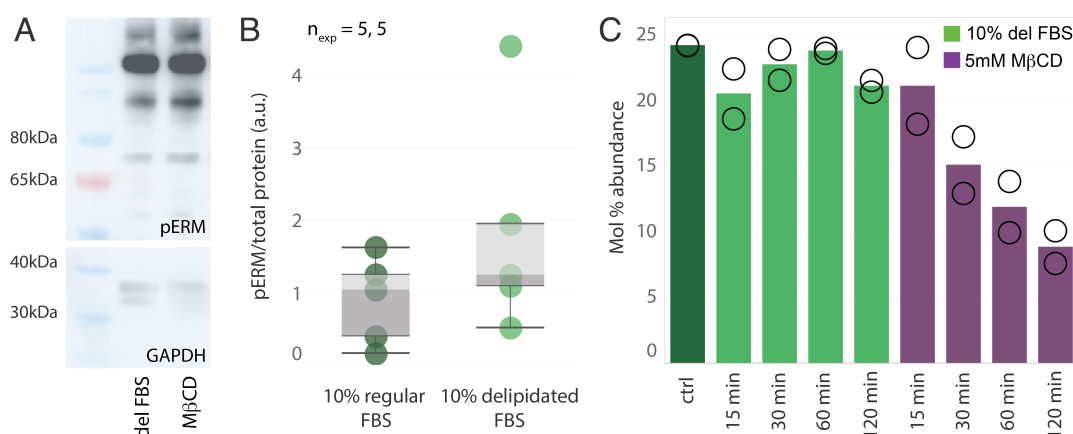 A
80kDa
65kDa
pERM
40kDa
30kDa
GAPDH
del FBS
MβCD
B
nexp = 5, 5
pERM/total protein (a.u.)
4
3
2
1
0
10% regular
FBS
10% delipidated
FBS
C
10% del FBS
5mM MβCD
Mol % abundance
25
20
15
10
5
0
ctrl
15 min
30 min
60 min
120 min
15 min
30 min
60 min
120 min